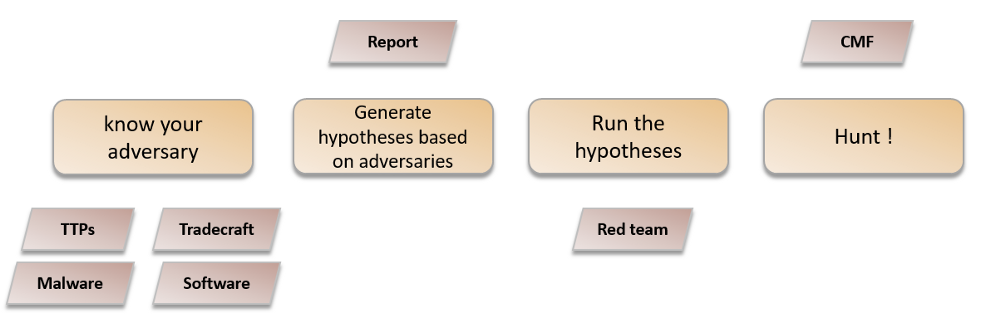 Report
CMF
know your
adversary
Generate
hypotheses based
on adversaries
Run the
hypotheses
Hunt !
TTPs
Tradecraft
Red team
Malware
Software